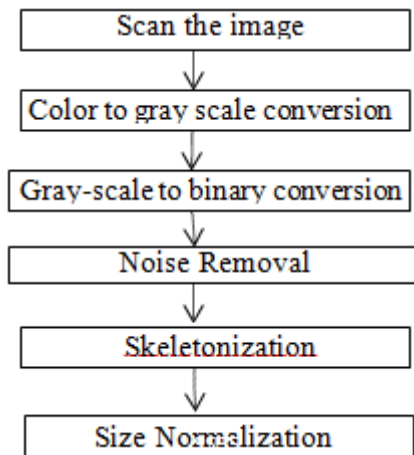 Scan the image
Color to gray scale conversion
Gray-scale to binary conversion
Noise Removal
Skeletonization
Size Normalization